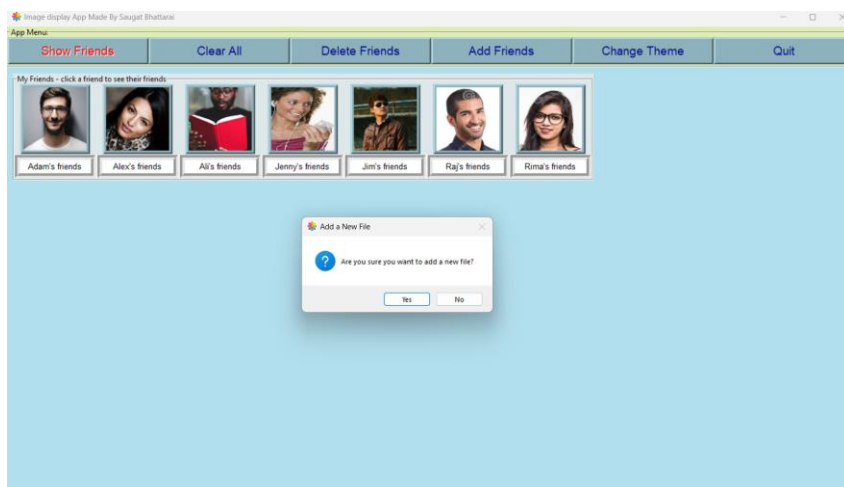 Image display App Made By Saugat Bhattarai
App Menu:
Show Friends Clear All Delete Friends Add Friends Change Theme Quit
My Friends - click a friend to see their friends
Adam's friends Alex's friends Ali's friends Jenny's friends Jim's friends Raj's friends Rima's friends
Add a New File
Are you sure you want to add a new file?
Yes No